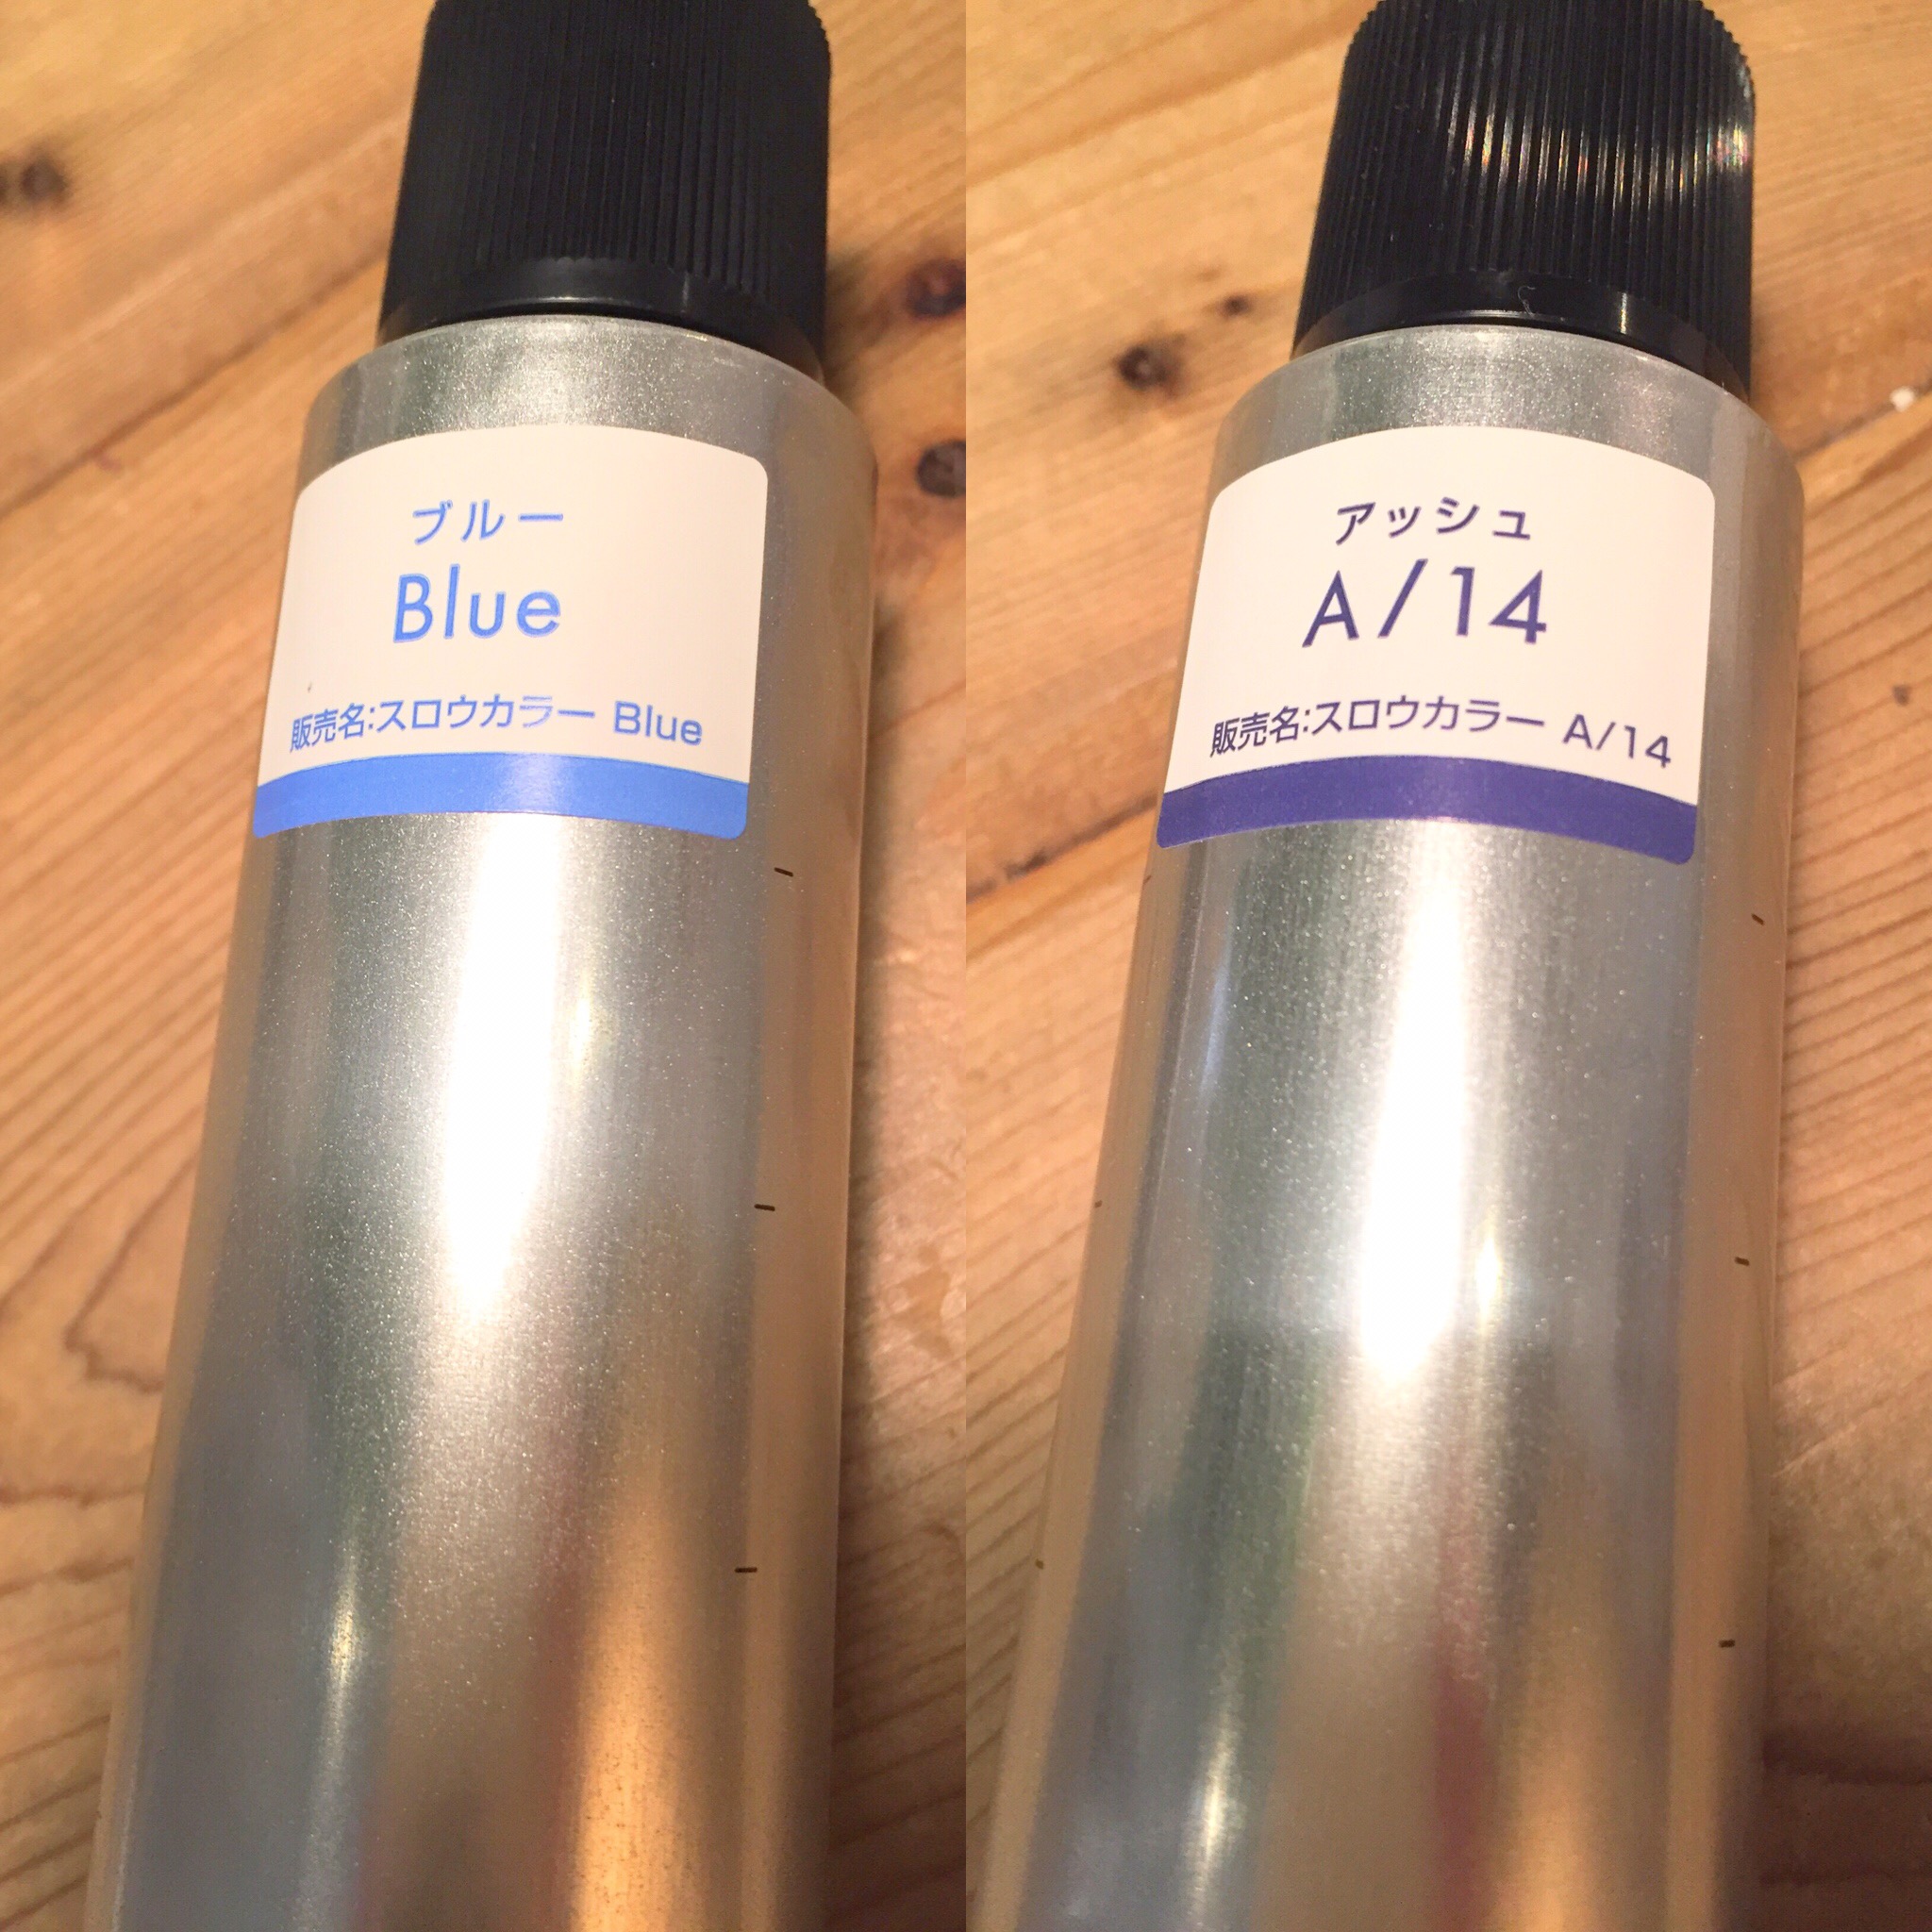 ブルー
Blue
販売名:スロウカラー Blue
アッシュ
A/14
販売名:スロウカラー A/14